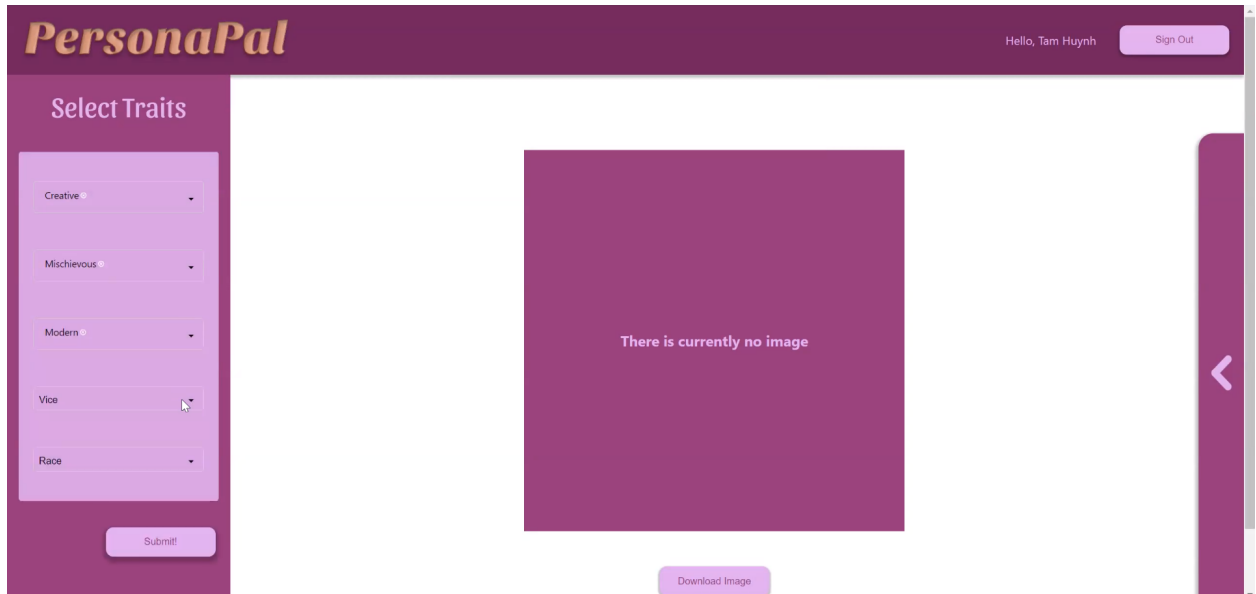 PersonaPal
Hello, Tam Huynh
Sign Out
Select Traits
Creative
Mischievous
Modern
Vice
Race
Submit!
There is currently no image
Download Image